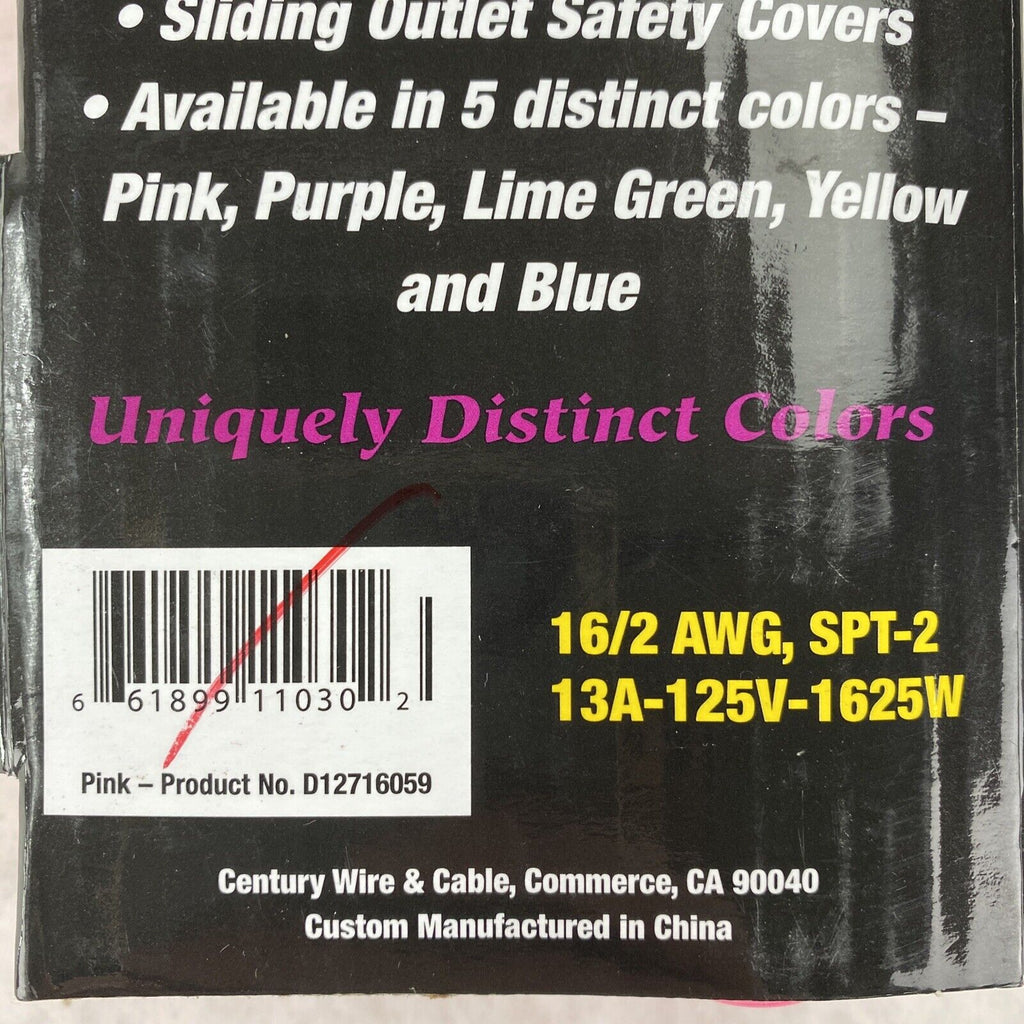 • Sliding Outlet Safety Covers
• Available in 5 distinct colors –
Pink, Purple, Lime Green, Yellow
and Blue
Uniquely Distinct Colors
6 61899 11030 2
Pink – Product No. D12716059
16/2 AWG, SPT-2
13A-125V-1625W
Century Wire & Cable, Commerce, CA 90040
Custom Manufactured in China